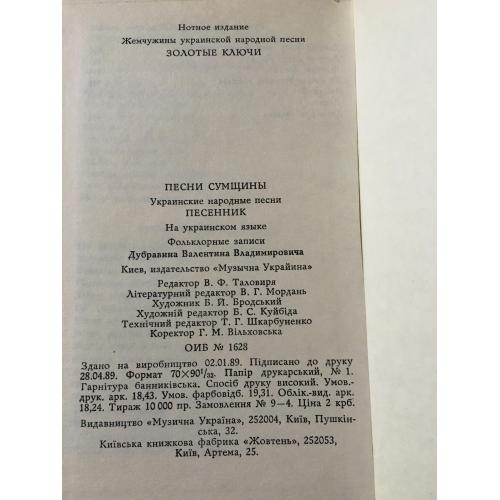 Нотное издание
Жемчужины украинской народной песни
ЗОЛОТЫЕ КЛЮЧИ
ПЕСНИ СУМЩИНЫ
Украинские народные песни
ПЕСЕННИК
На украинском языке
Фольклорные записи
Дубравина Валентина Владимировича
Киев, издательство «Музычна Украйина»
Редактор В. Ф. Таловиря
Літературний редактор В. Г. Мордань
Художник Б. Й. Бродський
Художній редактор Б. С. Куйбіда
Технічний редактор Т. Г. Шкарбуненко
Коректор Г. М. Вільховська
ОИБ № 1628
Здано на виробництво 02.01.89. Підписано до друку
28.04.89. Формат 70×90¹/₃₂. Папір друкарський, № 1.
Гарнітура банниківська. Спосіб друку високий. Умов.-
друк. арк. 18,43. Умов. фарбовідб. 19,31. Облік.-вид. арк.
18,24. Тираж 10 000 пр. Замовлення № 9—4. Ціна 2 крб.
Видавництво «Музична Україна», 252004, Київ, Пушкін-
ська, 32.
Київська книжкова фабрика «Жовтень», 252053,
Київ, Артема, 25.